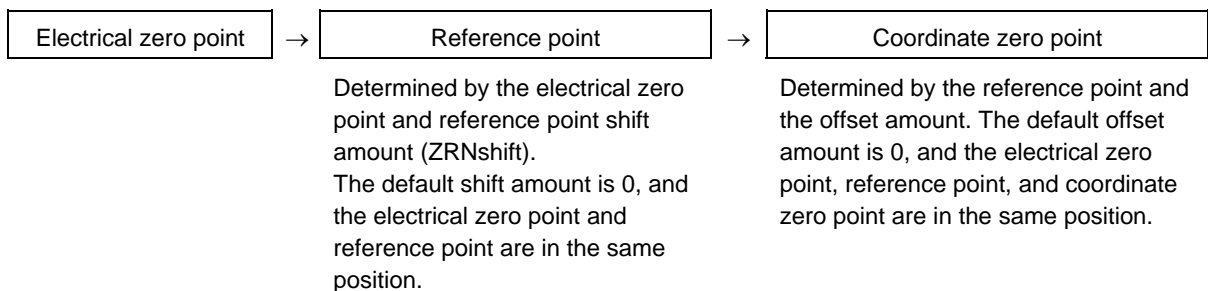 Electrical zero point → Reference point → Coordinate zero point
Determined by the electrical zero
point and reference point shift
amount (ZRNshift).
The default shift amount is 0, and
the electrical zero point and
reference point are in the same
position.
Determined by the reference point and
the offset amount. The default offset
amount is 0, and the electrical zero
point, reference point, and coordinate
zero point are in the same position.